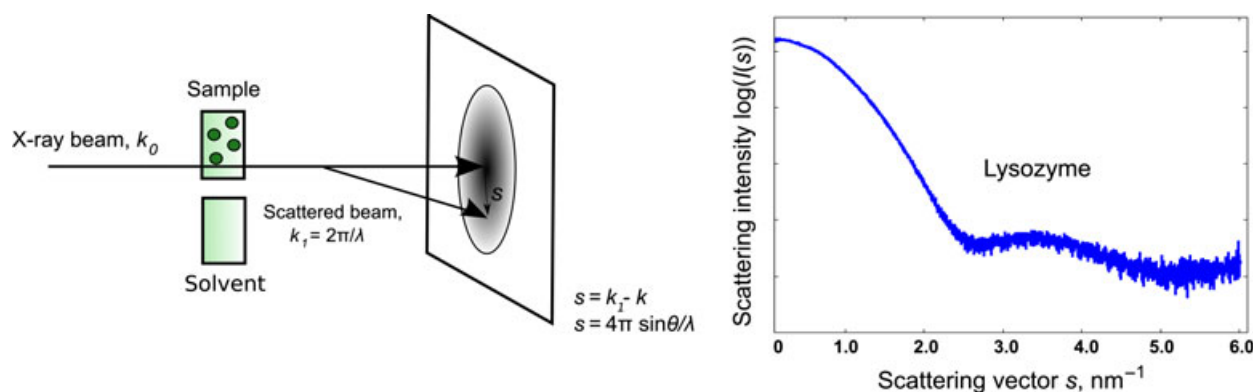 Sample
X-ray beam, k0
Scattered beam,
k1 = 2π/λ
Solvent
s
s = k1 - k
s = 4π sinθ/λ
Scattering intensity log(I(s))
Lysozyme
0 1.0 2.0 3.0 4.0 5.0 6.0
Scattering vector s, nm⁻¹